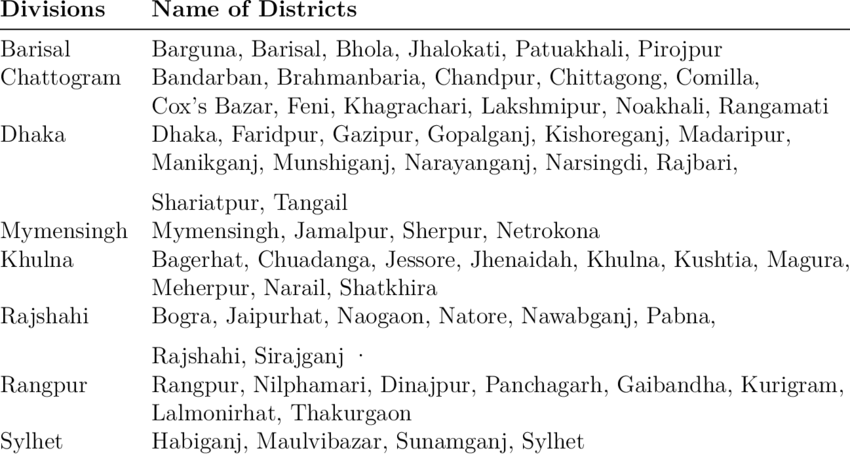 Divisions Name of Districts
Barisal Barguna, Barisal, Bhola, Jhalokati, Patuakhali, Pirojpur
Chattogram Bandarban, Brahmanbaria, Chandpur, Chittagong, Comilla,
Cox's Bazar, Feni, Khagrachari, Lakshmipur, Noakhali, Rangamati
Dhaka Dhaka, Faridpur, Gazipur, Gopalganj, Kishoreganj, Madaripur,
Manikganj, Munshiganj, Narayanganj, Narsingdi, Rajbari,
Shariatpur, Tangail
Mymensingh Mymensingh, Jamalpur, Sherpur, Netrokona
Khulna Bagerhat, Chuadanga, Jessore, Jhenaidah, Khulna, Kushtia, Magura,
Meherpur, Narail, Shatkhira
Rajshahi Bogra, Jaipurhat, Naogaon, Natore, Nawabganj, Pabna,
Rajshahi, Sirajganj ·
Rangpur Rangpur, Nilphamari, Dinajpur, Panchagarh, Gaibandha, Kurigram,
Lalmonirhat, Thakurgaon
Sylhet Habiganj, Maulvibazar, Sunamganj, Sylhet